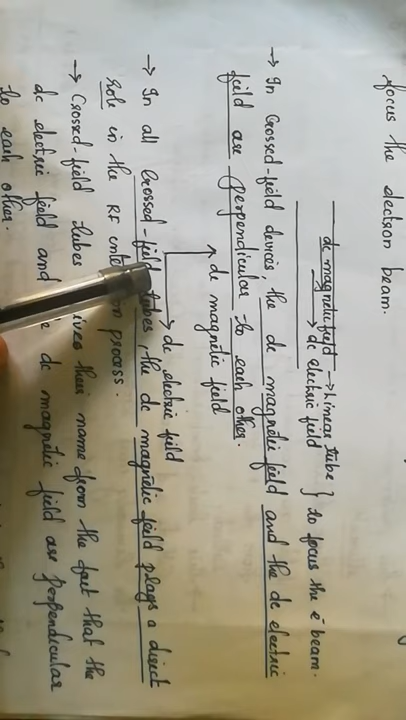 focus the electron beam.
dc magnetic field → Linear tube } to focus the e⁻ beam.
→ dc electric field
→ In Crossed-field devices, the dc magnetic field and the dc electric
field are perpendicular to each other.
↑ dc magnetic field
→ dc electric field
→ In all Crossed-field tubes, the dc magnetic field plays a direct
role in the RF process.
→ Crossed-field tubes their name from the fact that the
dc electric field and dc magnetic field are perpendicular
to each other.